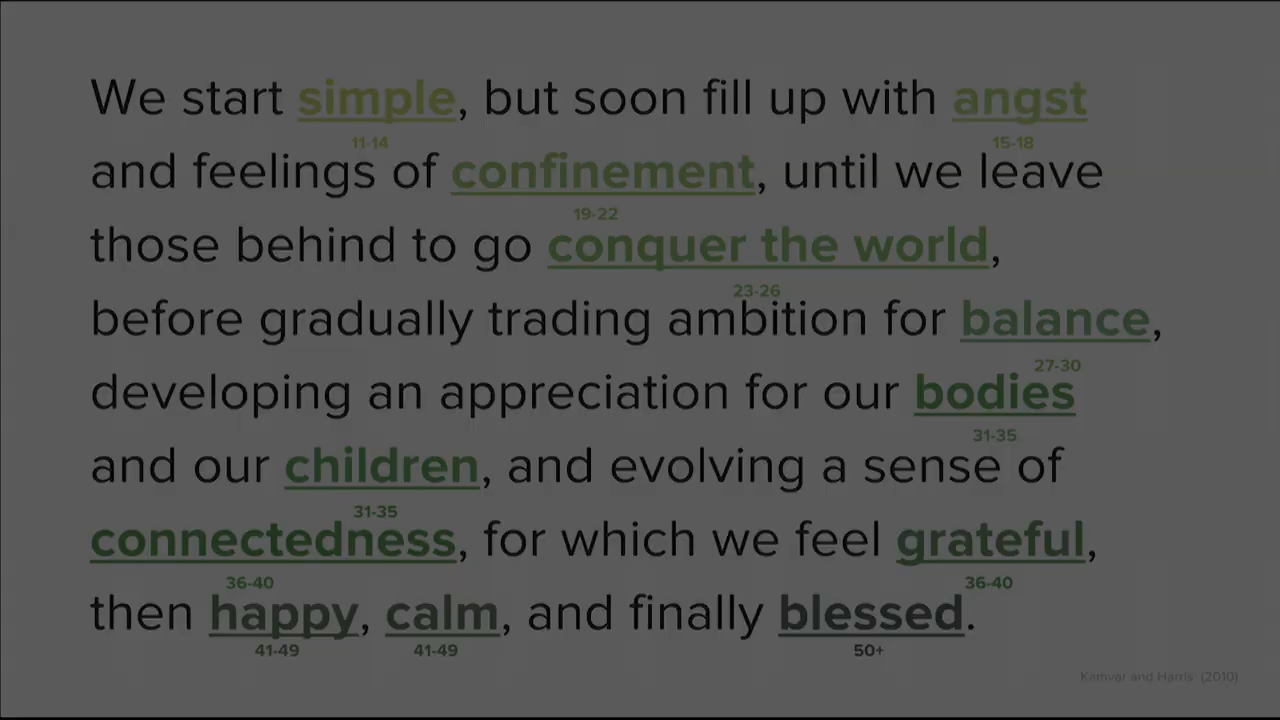 We start simple, but soon fill up with angst
11-14 15-18
and feelings of confinement, until we leave
19-22
those behind to go conquer the world,
23-26
before gradually trading ambition for balance,
27-30
developing an appreciation for our bodies
31-35
and our children, and evolving a sense of
31-35
connectedness, for which we feel grateful,
36-40 36-40
then happy, calm, and finally blessed.
41-49 41-49 50+
Kamvar and Harris (2010)